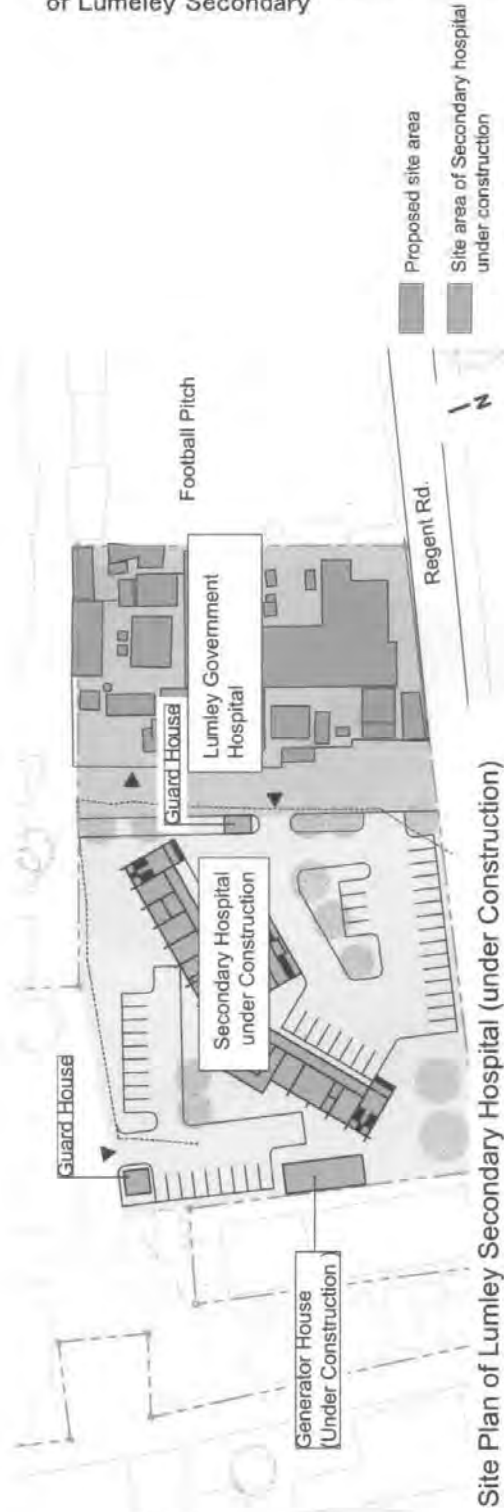 of Lumeley Secondary
Proposed site area
Site area of Secondary hospital
under construction
Football Pitch
Regent Rd.
N
Lumley Government
Hospital
Guard House
Secondary Hospital
under Construction
Guard House
Generator House
(Under Construction )
Site Plan of Lumley Secondary Hospital (under Construction)